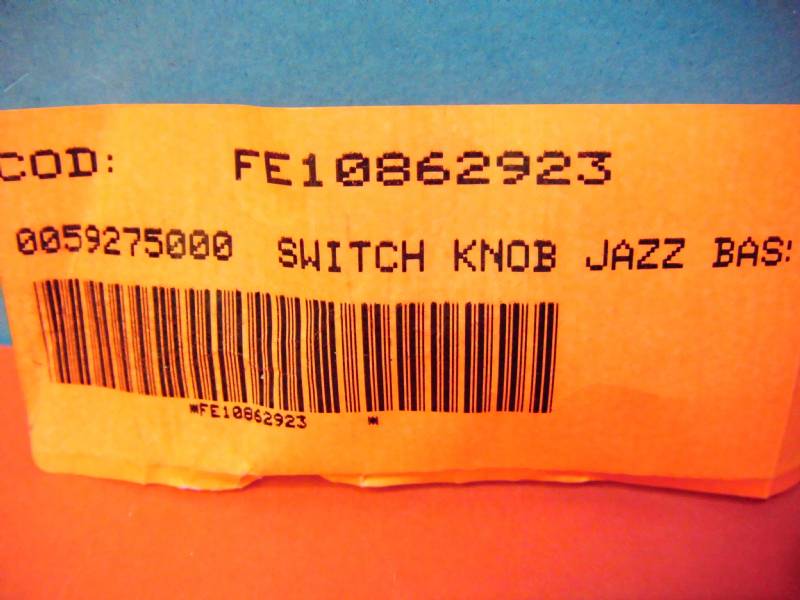 COD: FE10862923
0059275000 SWITCH KNOB JAZZ BAS
*FE10862923 *